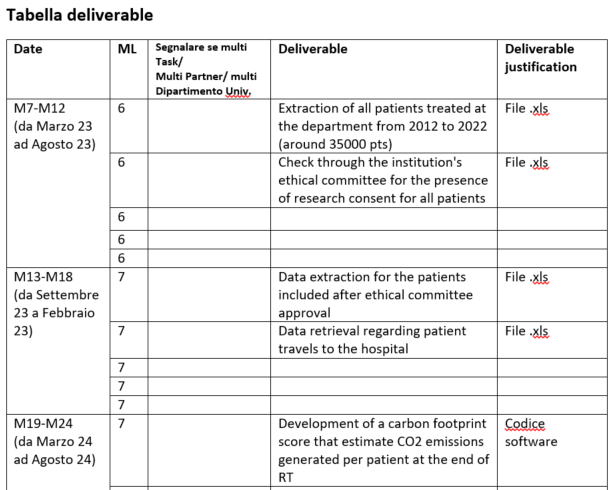 Tabella deliverable
Date
ML
Segnalare se multi
Task/
Multi Partner/ multi
Dipartimento Univ.
Deliverable
Deliverable
justification
M7-M12
(da Marzo 23
ad Agosto 23)
6
Extraction of all patients treated at
the department from 2012 to 2022
(around 35000 pts)
File .xls
6
Check through the institution's
ethical committee for the presence
of research consent for all patients
File .xls
6
6
6
M13-M18
(da Settembre
23 a Febbraio
23)
7
Data extraction for the patients
included after ethical committee
approval
File .xls
7
Data retrieval regarding patient
travels to the hospital
File .xls
7
7
7
M19-M24
(da Marzo 24
ad Agosto 24)
7
Development of a carbon footprint
score that estimate CO2 emissions
generated per patient at the end of
RT
Codice
software